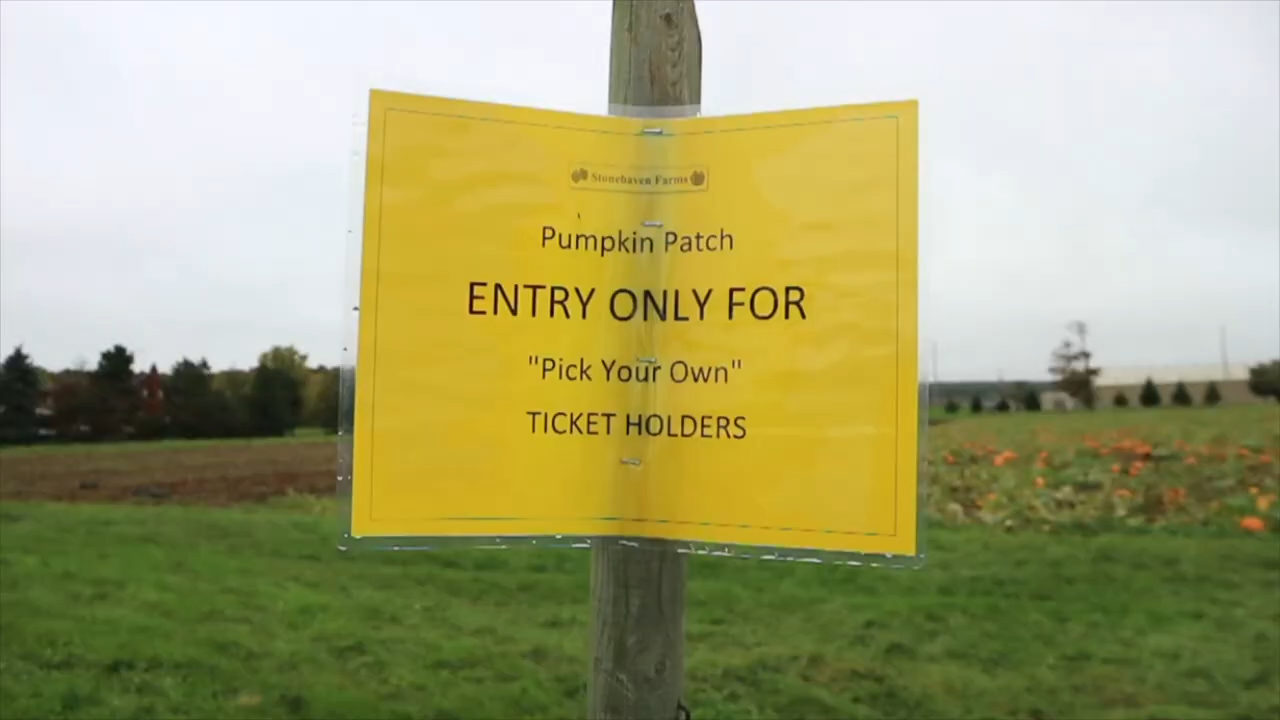 Stonehaven Farms
Pumpkin Patch
ENTRY ONLY FOR
"Pick Your Own"
TICKET HOLDERS